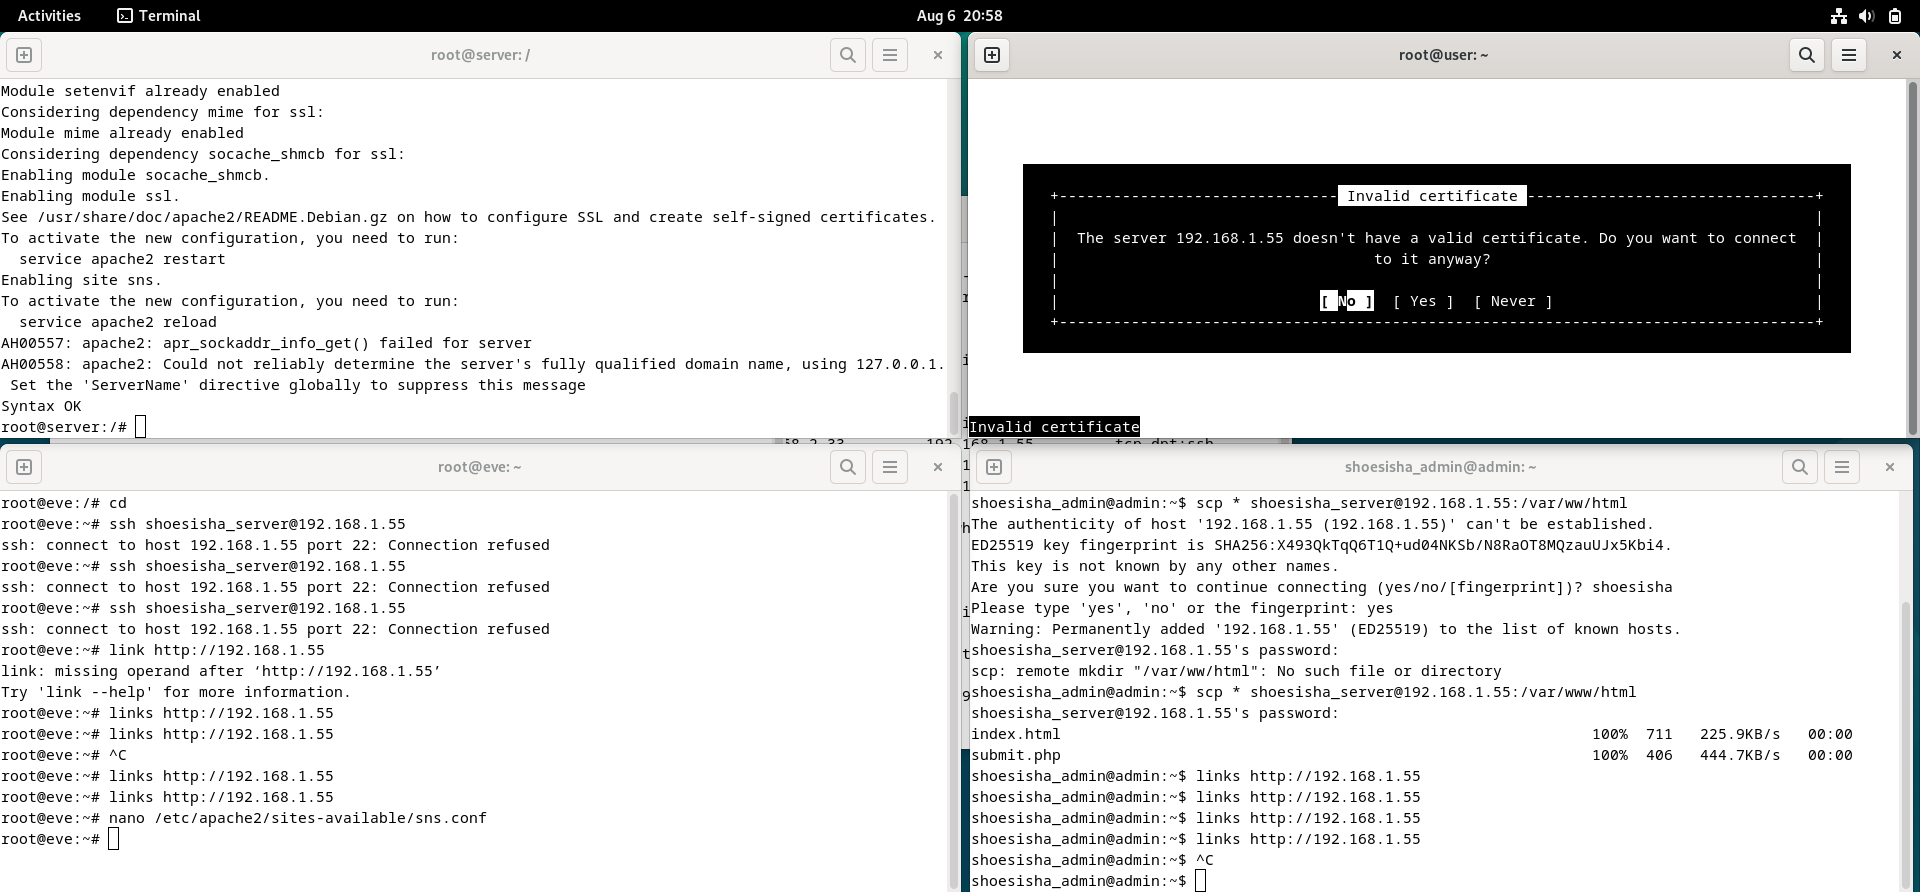 Activities Terminal Aug 6 20:58
root@server: /
Module setenvif already enabled
Considering dependency mime for ssl:
Module mime already enabled
Considering dependency socache_shmcb for ssl:
Enabling module socache_shmcb.
Enabling module ssl.
See /usr/share/doc/apache2/README.Debian.gz on how to configure SSL and create self-signed certificates.
To activate the new configuration, you need to run:
  service apache2 restart
Enabling site sns.
To activate the new configuration, you need to run:
  service apache2 reload
AH00557: apache2: apr_sockaddr_info_get() failed for server
AH00558: apache2: Could not reliably determine the server's fully qualified domain name, using 127.0.0.1.
 Set the 'ServerName' directive globally to suppress this message
Syntax OK
root@server:/#
root@user: ~
Invalid certificate
The server 192.168.1.55 doesn't have a valid certificate. Do you want to connect
to it anyway?
[ No ] [ Yes ] [ Never ]
Invalid certificate
root@eve: ~
root@eve:/# cd
root@eve:~# ssh shoesisha_server@192.168.1.55
ssh: connect to host 192.168.1.55 port 22: Connection refused
root@eve:~# ssh shoesisha_server@192.168.1.55
ssh: connect to host 192.168.1.55 port 22: Connection refused
root@eve:~# ssh shoesisha_server@192.168.1.55
ssh: connect to host 192.168.1.55 port 22: Connection refused
root@eve:~# link http://192.168.1.55
link: missing operand after ‘http://192.168.1.55’
Try 'link --help' for more information.
root@eve:~# links http://192.168.1.55
root@eve:~# links http://192.168.1.55
root@eve:~# ^C
root@eve:~# links http://192.168.1.55
root@eve:~# links http://192.168.1.55
root@eve:~# nano /etc/apache2/sites-available/sns.conf
root@eve:~#
shoesisha_admin@admin: ~
shoesisha_admin@admin:~$ scp * shoesisha_server@192.168.1.55:/var/ww/html
The authenticity of host '192.168.1.55 (192.168.1.55)' can't be established.
ED25519 key fingerprint is SHA256:X493QkTqQ6T1Q+ud04NKSb/N8RaOT8MQzauUJx5Kbi4.
This key is not known by any other names.
Are you sure you want to continue connecting (yes/no/[fingerprint])? shoesisha
Please type 'yes', 'no' or the fingerprint: yes
Warning: Permanently added '192.168.1.55' (ED25519) to the list of known hosts.
shoesisha_server@192.168.1.55's password:
scp: remote mkdir "/var/ww/html": No such file or directory
shoesisha_admin@admin:~$ scp * shoesisha_server@192.168.1.55:/var/www/html
shoesisha_server@192.168.1.55's password:
index.html 100% 711 225.9KB/s 00:00
submit.php 100% 406 444.7KB/s 00:00
shoesisha_admin@admin:~$ links http://192.168.1.55
shoesisha_admin@admin:~$ links http://192.168.1.55
shoesisha_admin@admin:~$ links http://192.168.1.55
shoesisha_admin@admin:~$ links http://192.168.1.55
shoesisha_admin@admin:~$ ^C
shoesisha_admin@admin:~$